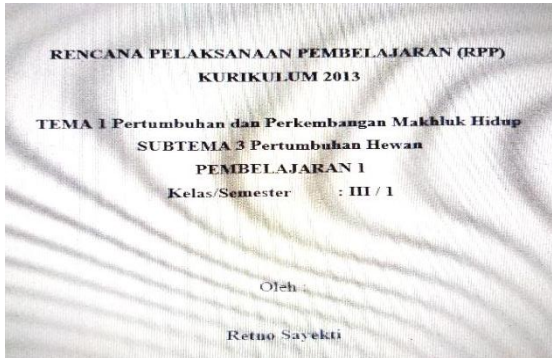 RENCANA PELAKSANAAN PEMBELAJARAN (RPP)
KURIKULUM 2013
TEMA 1 Pertumbuhan dan Perkembangan Makhluk Hidup
SUBTEMA 3 Pertumbuhan Hewan
PEMBELAJARAN 1
Kelas/Semester : III / 1
Oleh :
Retno Sayekti